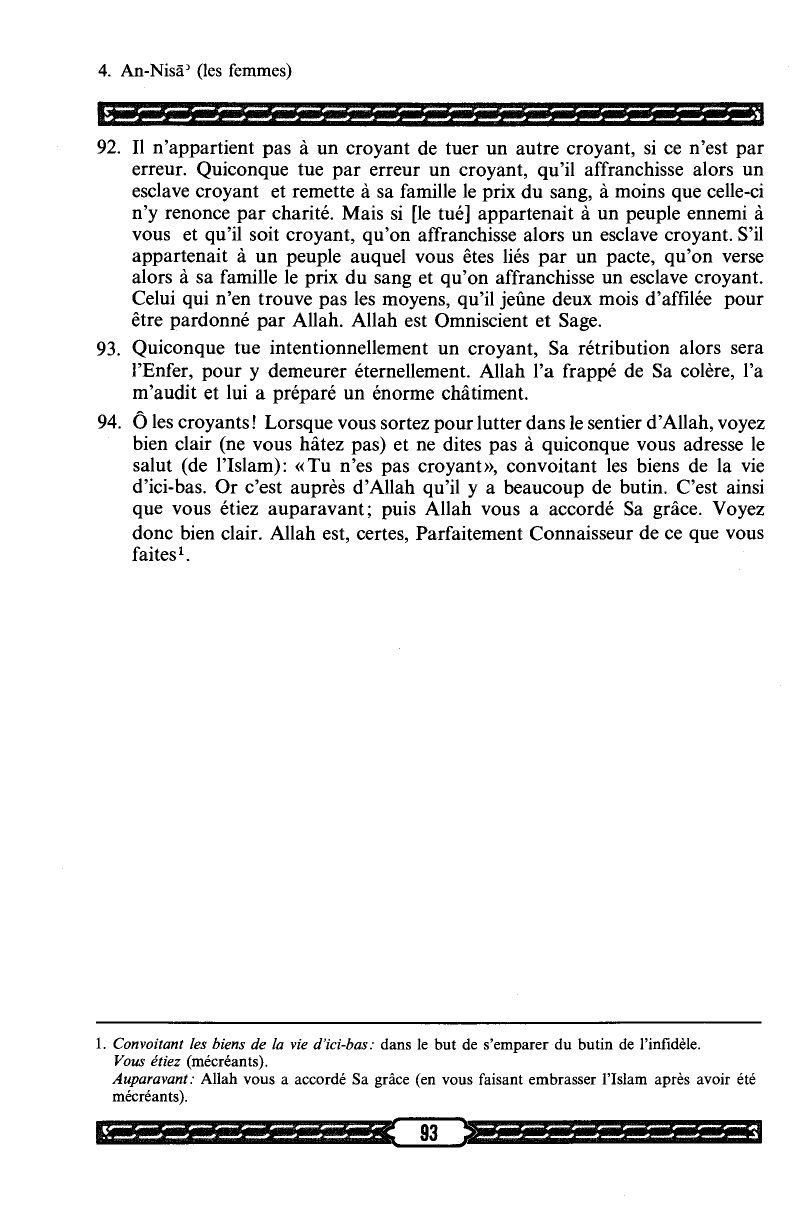 4. An-Nisāʾ (les femmes)
92. Il n'appartient pas à un croyant de tuer un autre croyant, si ce n'est par
erreur. Quiconque tue par erreur un croyant, qu'il affranchisse alors un
esclave croyant et remette à sa famille le prix du sang, à moins que celle-ci
n'y renonce par charité. Mais si [le tué] appartenait à un peuple ennemi à
vous et qu'il soit croyant, qu'on affranchisse alors un esclave croyant. S'il
appartenait à un peuple auquel vous êtes liés par un pacte, qu'on verse
alors à sa famille le prix du sang et qu'on affranchisse un esclave croyant.
Celui qui n'en trouve pas les moyens, qu'il jeûne deux mois d'affilée pour
être pardonné par Allah. Allah est Omniscient et Sage.
93. Quiconque tue intentionnellement un croyant, Sa rétribution alors sera
l'Enfer, pour y demeurer éternellement. Allah l'a frappé de Sa colère, l'a
m'audit et lui a préparé un énorme châtiment.
94. Ô les croyants! Lorsque vous sortez pour lutter dans le sentier d'Allah, voyez
bien clair (ne vous hâtez pas) et ne dites pas à quiconque vous adresse le
salut (de l'Islam): «Tu n'es pas croyant», convoitant les biens de la vie
d'ici-bas. Or c'est auprès d'Allah qu'il y a beaucoup de butin. C'est ainsi
que vous étiez auparavant; puis Allah vous a accordé Sa grâce. Voyez
donc bien clair. Allah est, certes, Parfaitement Connaisseur de ce que vous
faites¹.
1. Convoitant les biens de la vie d'ici-bas: dans le but de s'emparer du butin de l'infidèle.
Vous étiez (mécréants).
Auparavant: Allah vous a accordé Sa grâce (en vous faisant embrasser l'Islam après avoir été
mécréants).
93